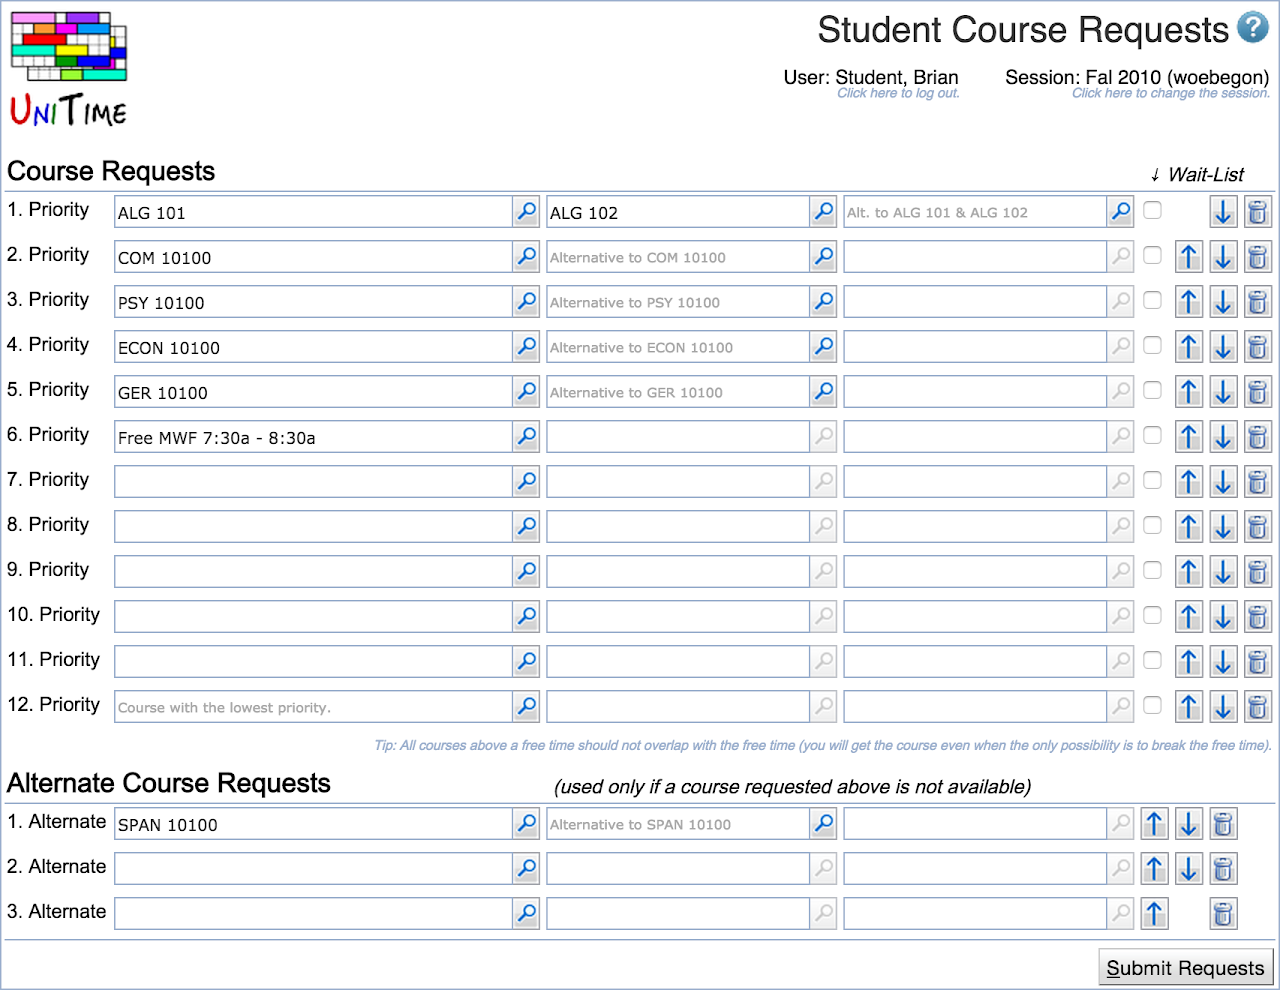 Student Course Requests ?
UNITIME
User: Student, Brian Session: Fal 2010 (woebegon)
Click here to log out. Click here to change the session.
Course Requests ↓ Wait-List
1. Priority ALG 101 ALG 102 Alt. to ALG 101 & ALG 102
2. Priority COM 10100 Alternative to COM 10100
3. Priority PSY 10100 Alternative to PSY 10100
4. Priority ECON 10100 Alternative to ECON 10100
5. Priority GER 10100 Alternative to GER 10100
6. Priority Free MWF 7:30a - 8:30a
7. Priority
8. Priority
9. Priority
10. Priority
11. Priority
12. Priority Course with the lowest priority.
Tip: All courses above a free time should not overlap with the free time (you will get the course even when the only possibility is to break the free time).
Alternate Course Requests (used only if a course requested above is not available)
1. Alternate SPAN 10100 Alternative to SPAN 10100
2. Alternate
3. Alternate
Submit Requests